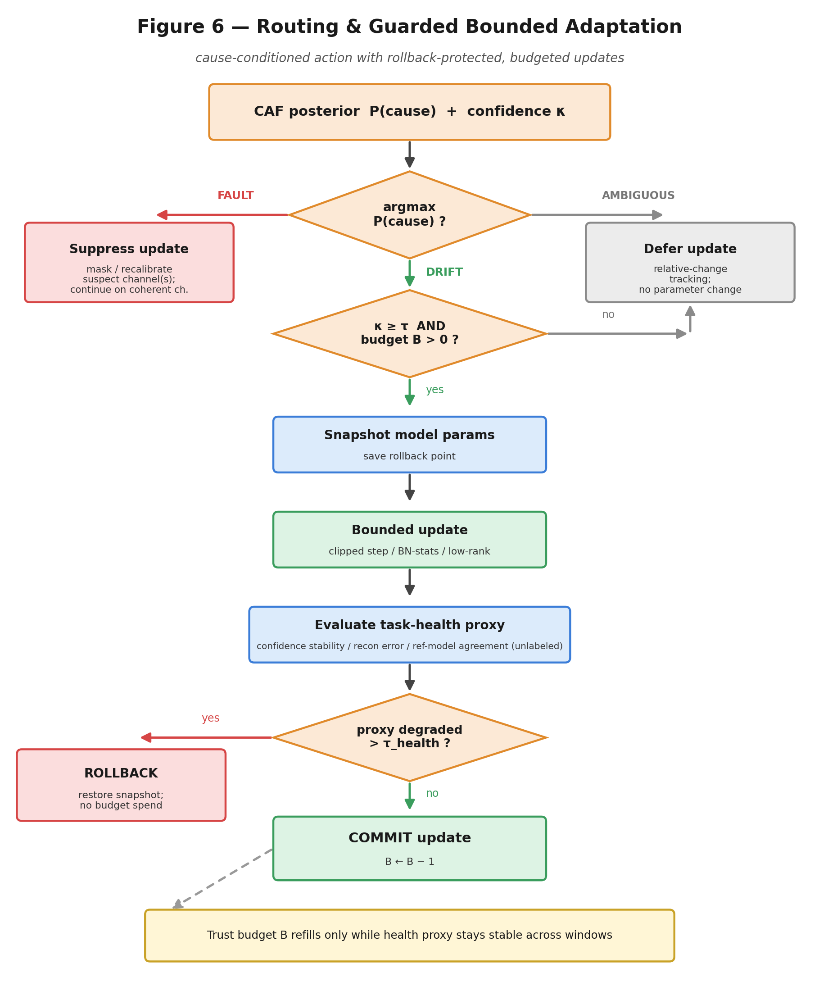 Figure 6 — Routing & Guarded Bounded Adaptation
cause-conditioned action with rollback-protected, budgeted updates
CAF posterior P(cause) + confidence κ
argmax
P(cause) ?
FAULT
AMBIGUOUS
Suppress update
mask / recalibrate
suspect channel(s);
continue on coherent ch.
Defer update
relative-change
tracking;
no parameter change
DRIFT
κ ≥ τ AND
budget B > 0 ?
no
yes
Snapshot model params
save rollback point
Bounded update
clipped step / BN-stats / low-rank
Evaluate task-health proxy
confidence stability / recon error / ref-model agreement (unlabeled)
proxy degraded
> τ_health ?
yes
ROLLBACK
restore snapshot;
no budget spend
no
COMMIT update
B ← B − 1
Trust budget B refills only while health proxy stays stable across windows